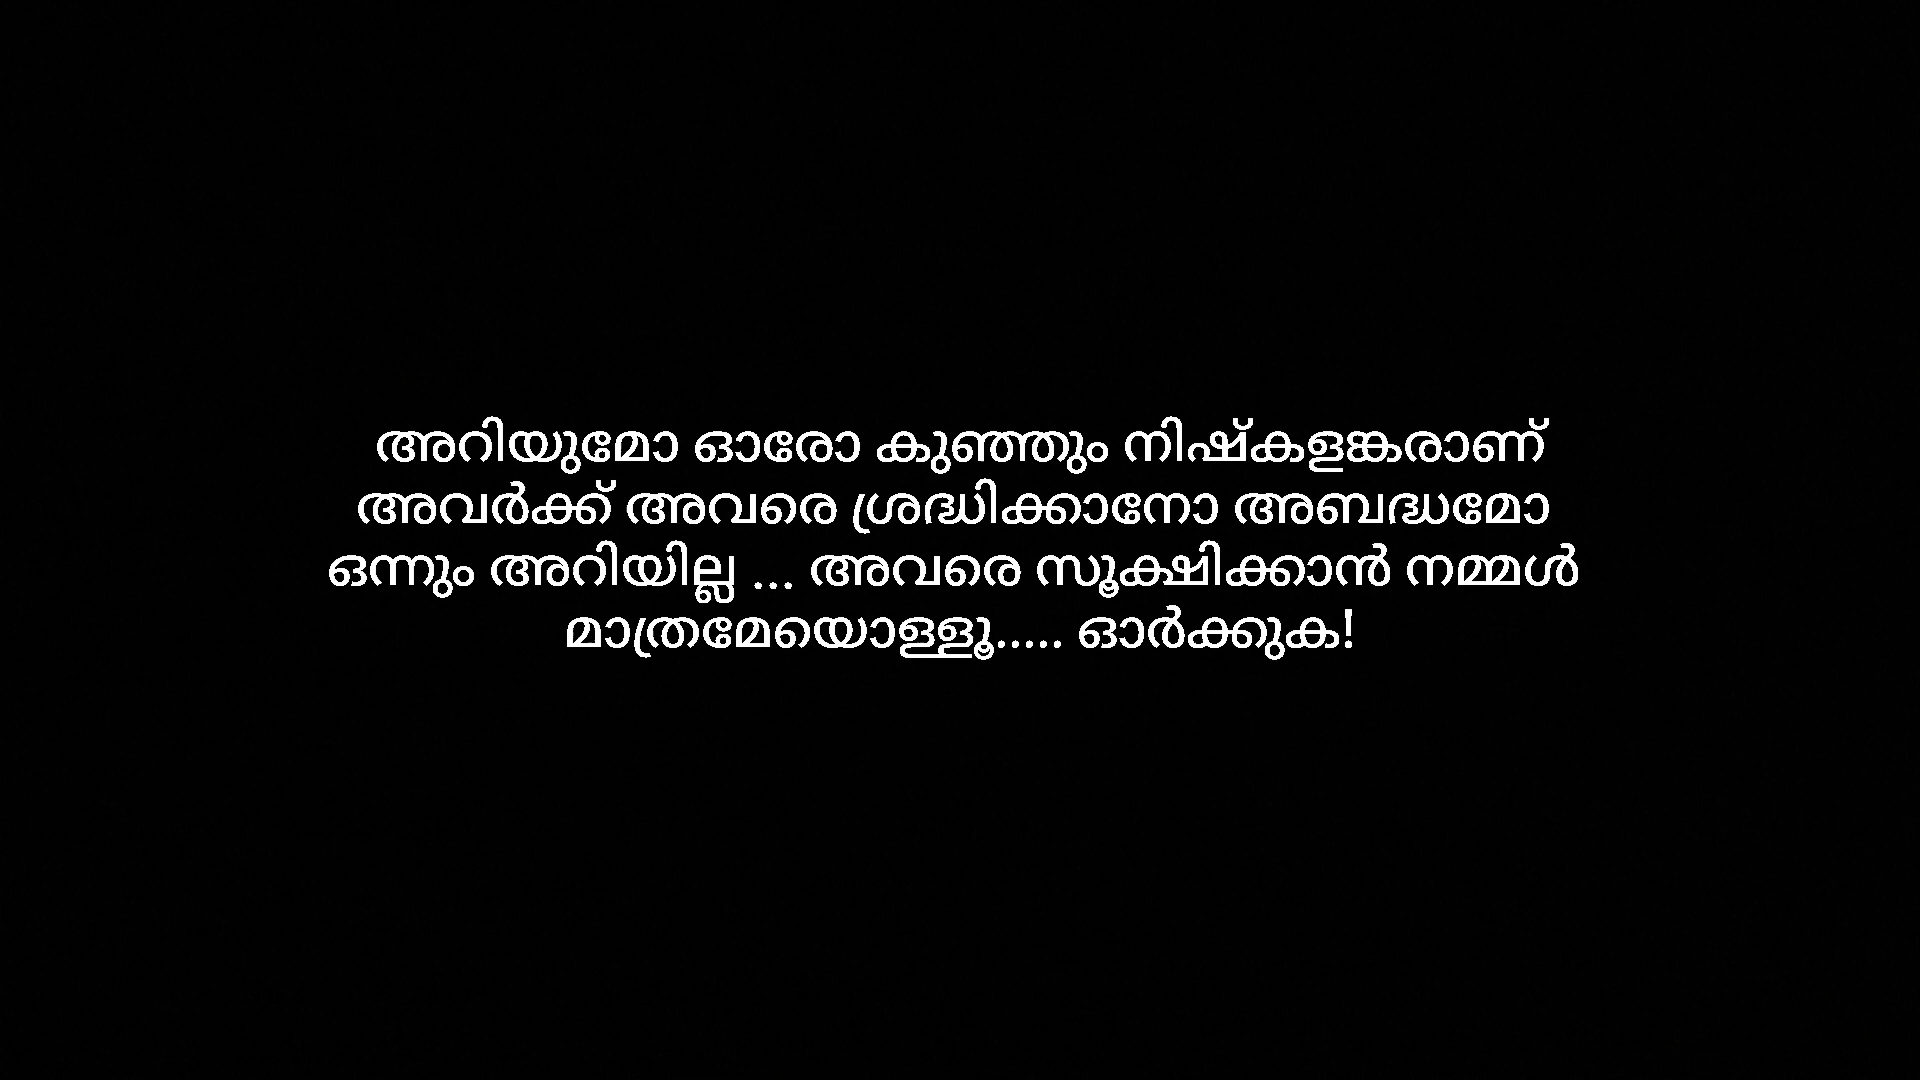 അറിയുമോ ഓരോ കുഞ്ഞും നിഷ്കളങ്കരാണ്
അവർക്ക് അവരെ ശ്രദ്ധിക്കാനോ അബദ്ധമോ
ഒന്നും അറിയില്ല ... അവരെ സൂക്ഷിക്കാൻ നമ്മൾ
മാത്രമേയൊള്ളൂ..... ഓർക്കുക!